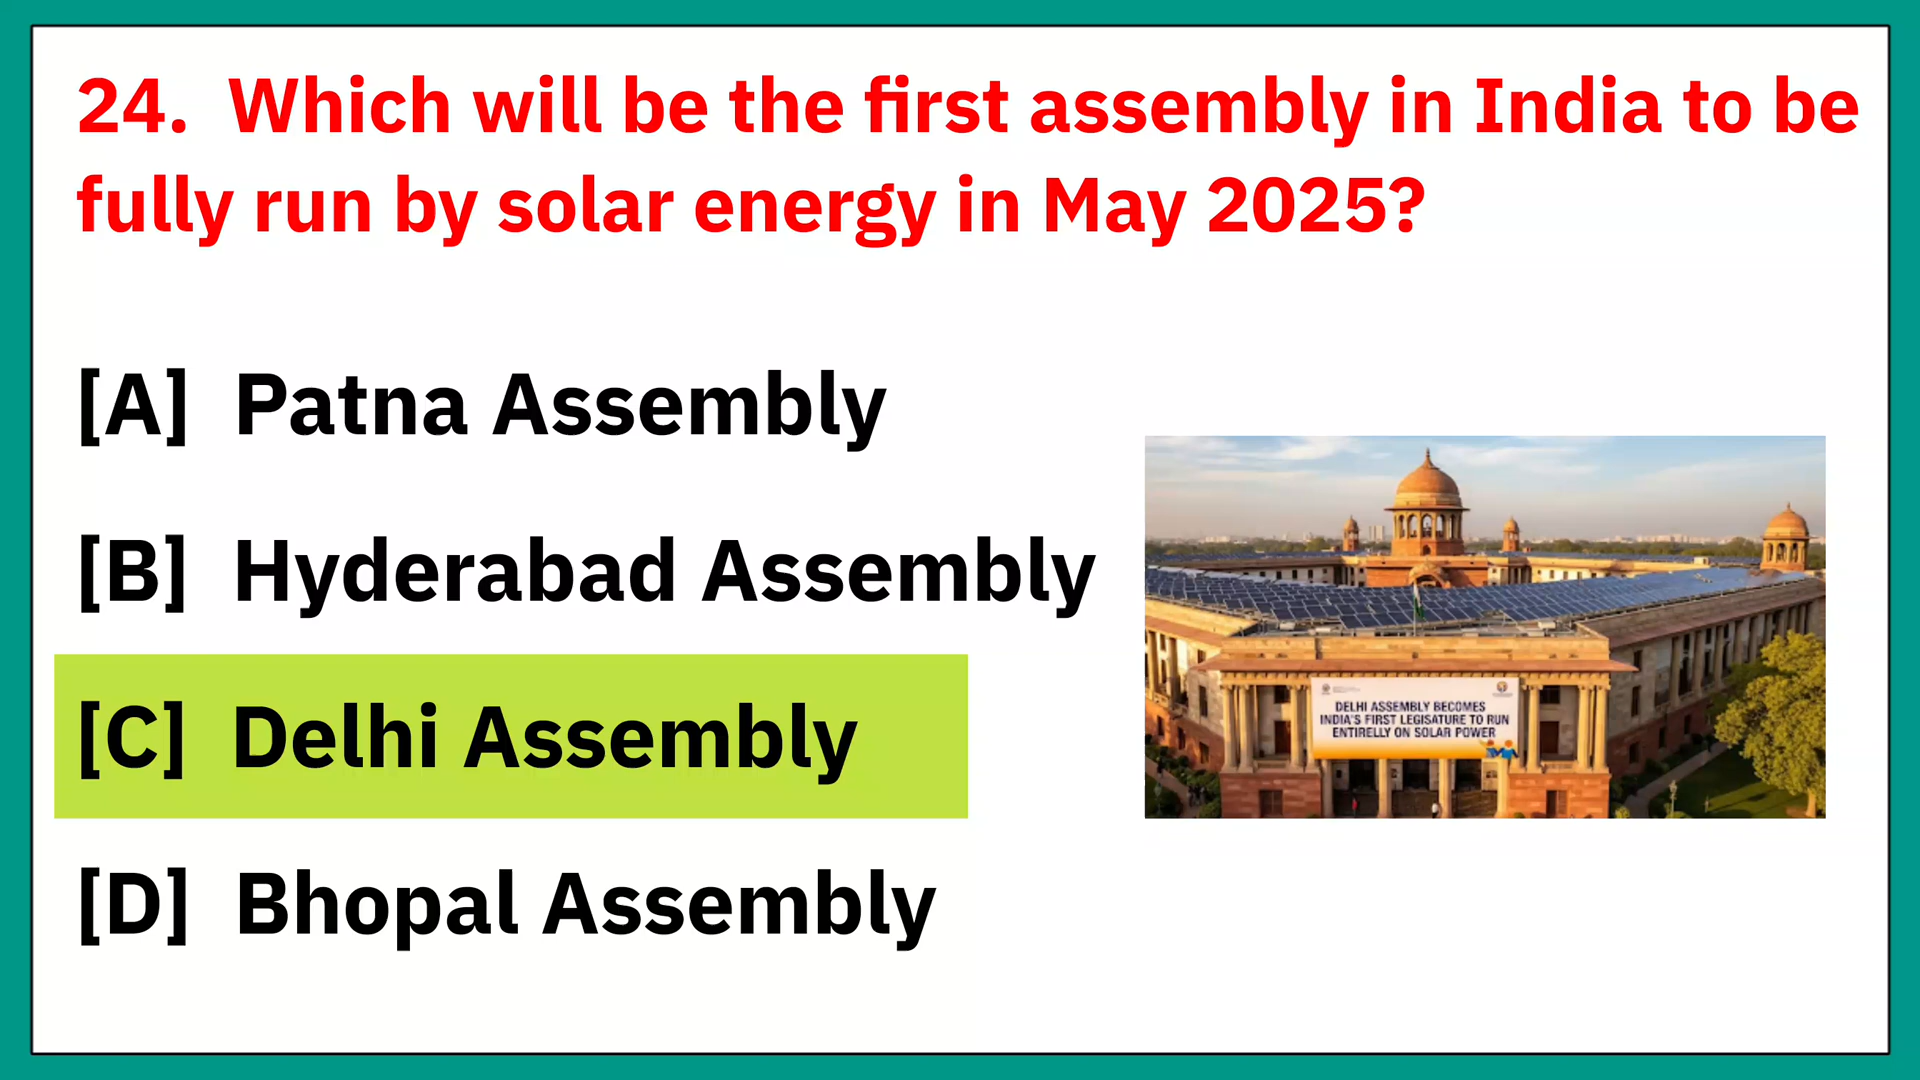 24. Which will be the first assembly in India to be
fully run by solar energy in May 2025?
[A] Patna Assembly
[B] Hyderabad Assembly
[C] Delhi Assembly
[D] Bhopal Assembly
DELHI ASSEMBLY BECOMES
INDIA'S FIRST LEGISATURE TO RUN
ENTIRELLY ON SOLAR POWER